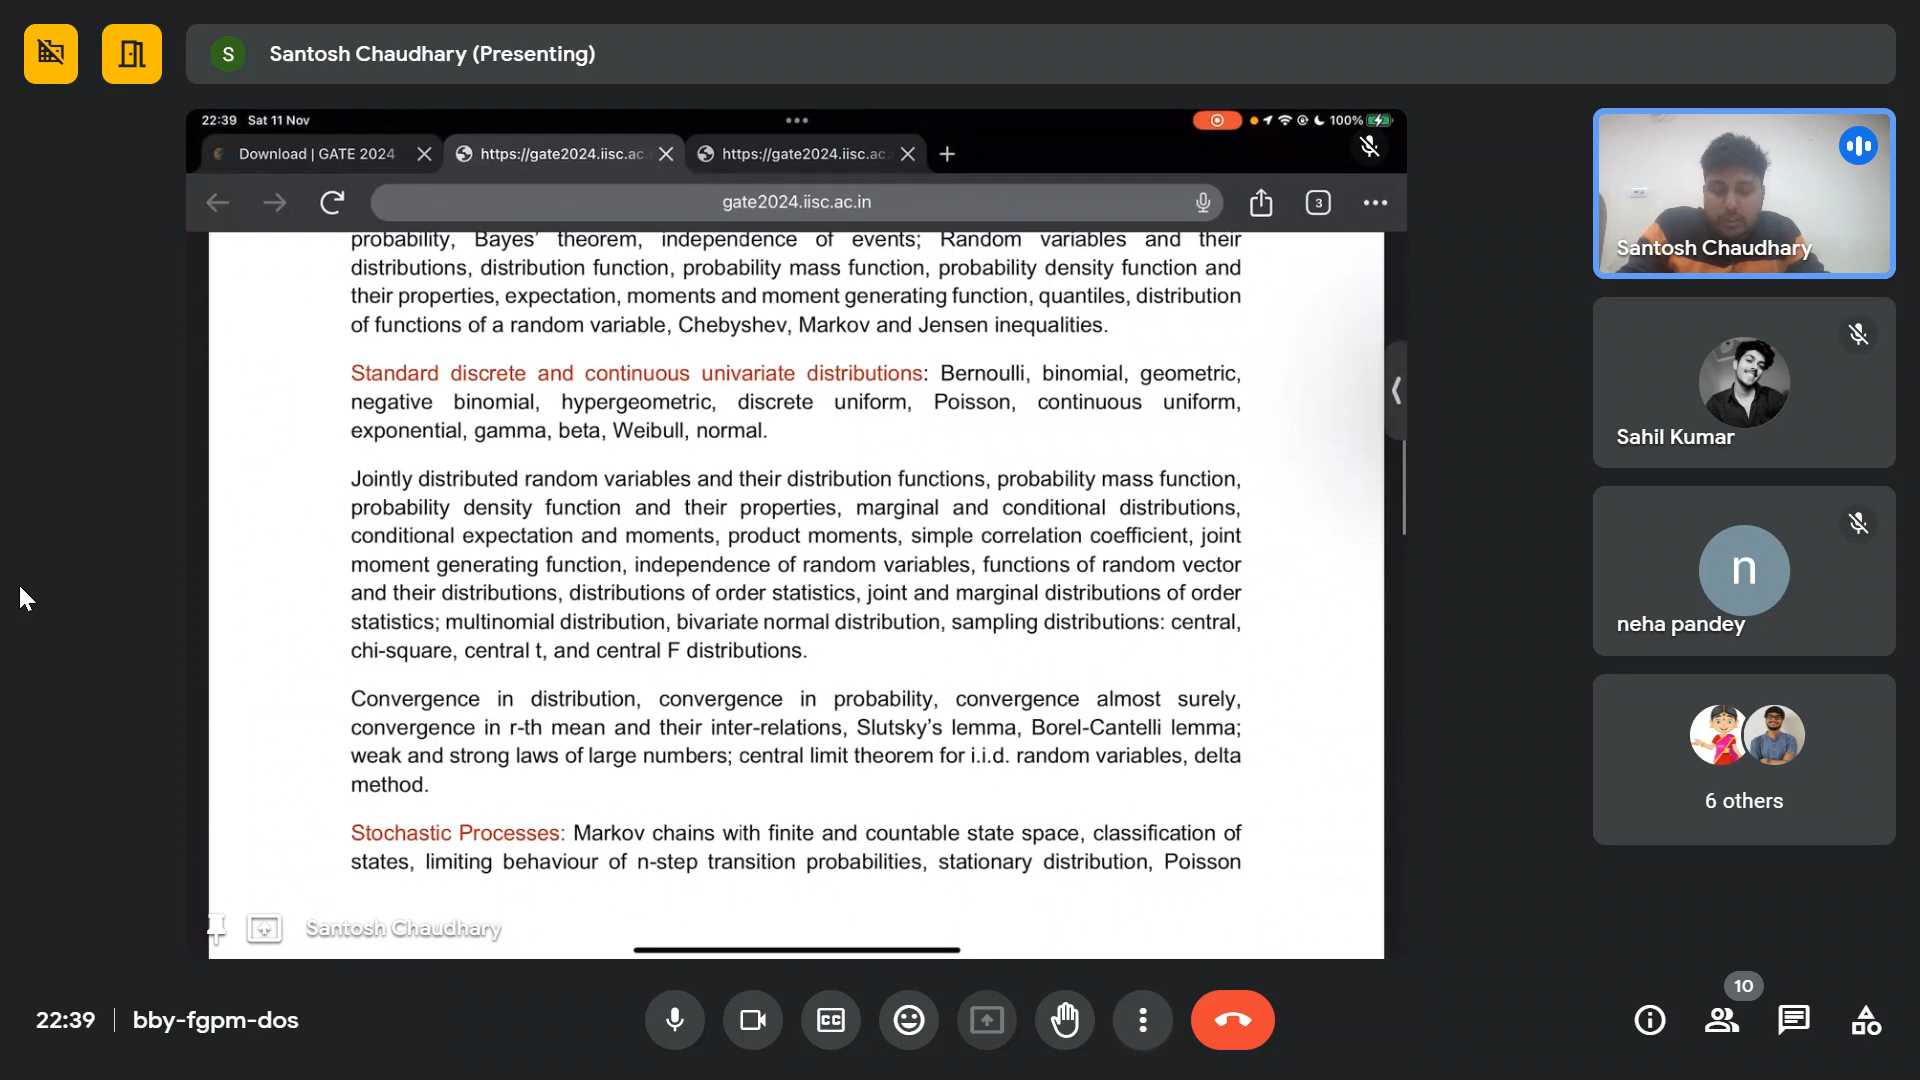 S Santosh Chaudhary (Presenting)
22:39 Sat 11 Nov
100%
Download | GATE 2024
https://gate2024.iisc.ac.
https://gate2024.iisc.ac.
gate2024.iisc.ac.in
3
probability, Bayes' theorem, independence of events; Random variables and their
distributions, distribution function, probability mass function, probability density function and
their properties, expectation, moments and moment generating function, quantiles, distribution
of functions of a random variable, Chebyshev, Markov and Jensen inequalities.
Standard discrete and continuous univariate distributions: Bernoulli, binomial, geometric,
negative binomial, hypergeometric, discrete uniform, Poisson, continuous uniform,
exponential, gamma, beta, Weibull, normal.
Jointly distributed random variables and their distribution functions, probability mass function,
probability density function and their properties, marginal and conditional distributions,
conditional expectation and moments, product moments, simple correlation coefficient, joint
moment generating function, independence of random variables, functions of random vector
and their distributions, distributions of order statistics, joint and marginal distributions of order
statistics; multinomial distribution, bivariate normal distribution, sampling distributions: central,
chi-square, central t, and central F distributions.
Convergence in distribution, convergence in probability, convergence almost surely,
convergence in r-th mean and their inter-relations, Slutsky's lemma, Borel-Cantelli lemma;
weak and strong laws of large numbers; central limit theorem for i.i.d. random variables, delta
method.
Stochastic Processes: Markov chains with finite and countable state space, classification of
states, limiting behaviour of n-step transition probabilities, stationary distribution, Poisson
Santosh Chaudhary
Santosh Chaudhary
Sahil Kumar
n
neha pandey
6 others
22:39 | bby-fgpm-dos
CC
10